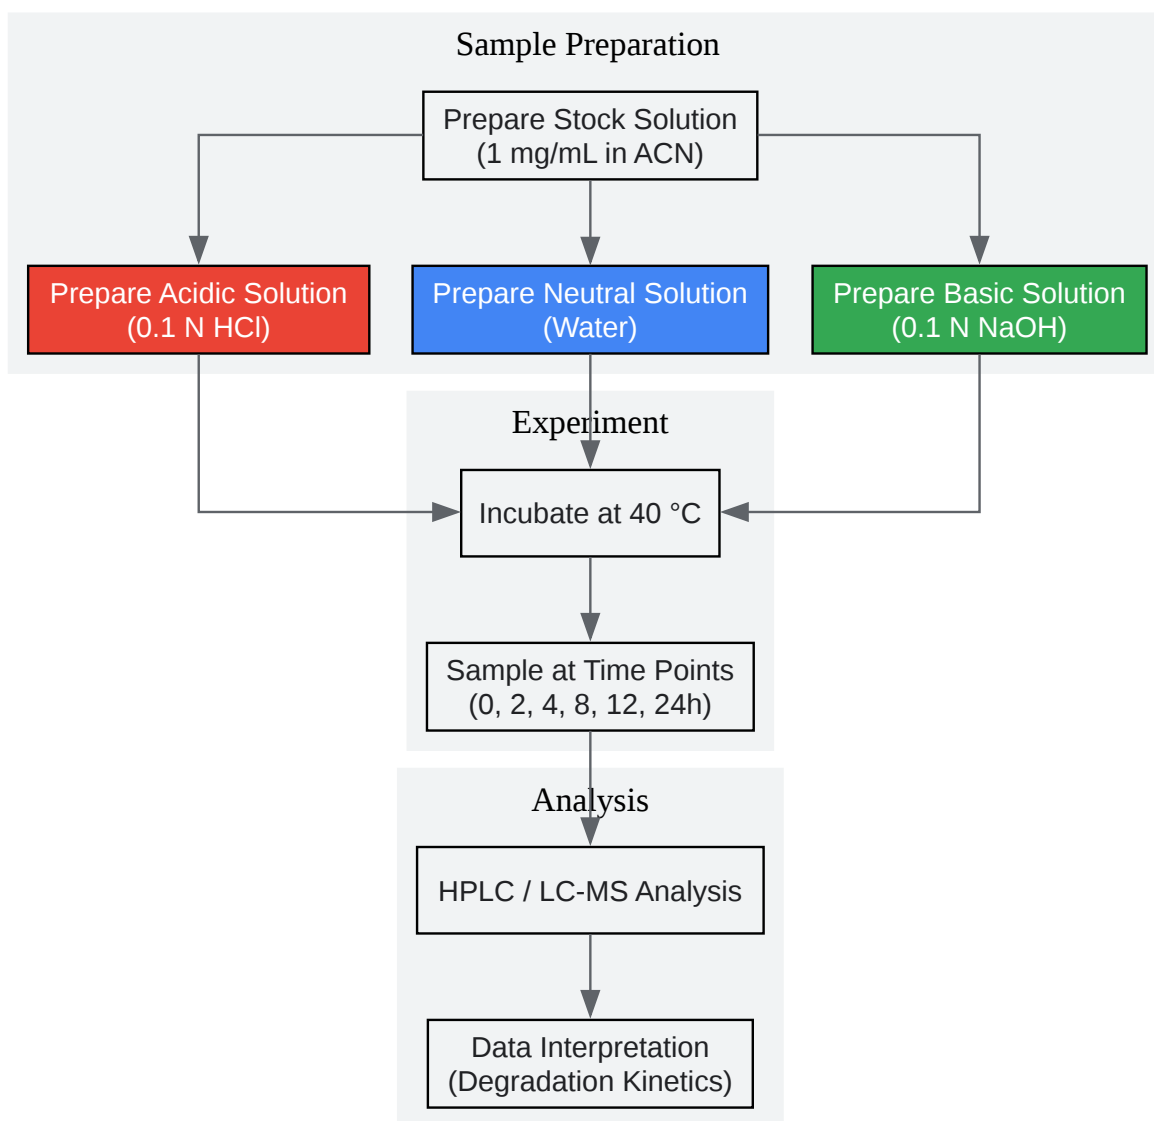 Sample Preparation
Prepare Stock Solution
(1 mg/mL in ACN)
Prepare Acidic Solution
(0.1 N HCl)
Prepare Neutral Solution
(Water)
Prepare Basic Solution
(0.1 N NaOH)
Experiment
Incubate at 40 °C
Sample at Time Points
(0, 2, 4, 8, 12, 24h)
Analysis
HPLC / LC-MS Analysis
Data Interpretation
(Degradation Kinetics)